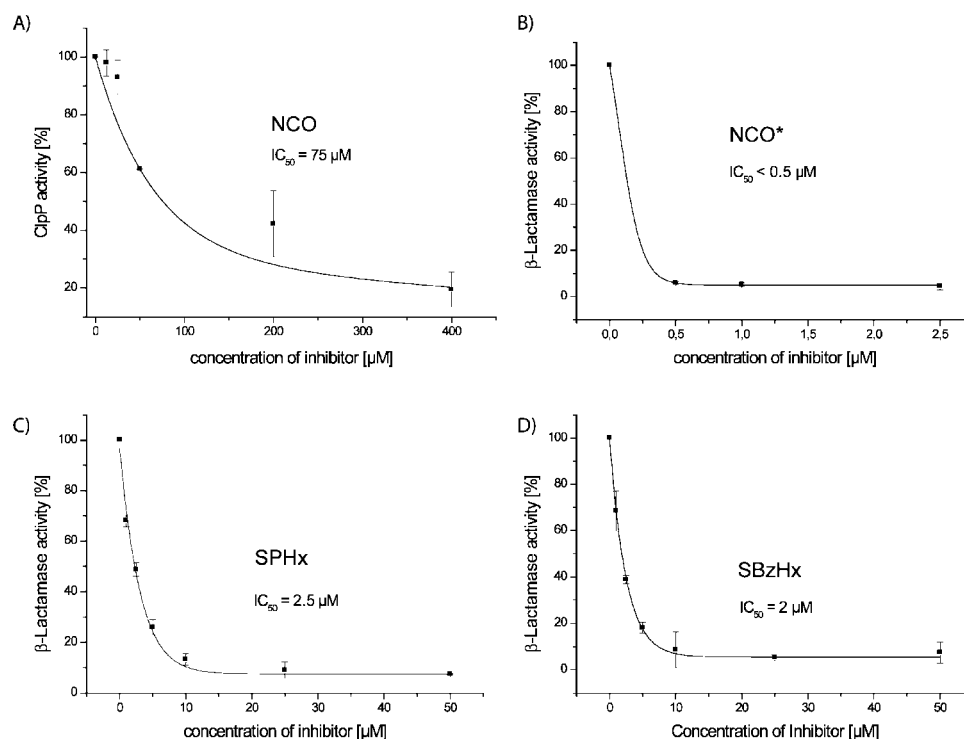 A)
100
80
60
40
20
0
100
200
300
400
ClpP activity [%]
concentration of inhibitor [µM]
NCO
IC50 = 75 µM
B)
100
80
60
40
20
0
0,0
0,5
1,0
1,5
2,0
2,5
β-Lactamase activity [%]
concentration of inhibitor [µM]
NCO*
IC50 < 0.5 µM
C)
100
80
60
40
20
0
0
10
20
30
40
50
β-Lactamase activity [%]
concentration of inhibitor [µM]
SPHx
IC50 = 2.5 µM
D)
100
80
60
40
20
0
0
10
20
30
40
50
β-Lactamase activity [%]
Concentration of Inhibitor [µM]
SBzHx
IC50 = 2 µM